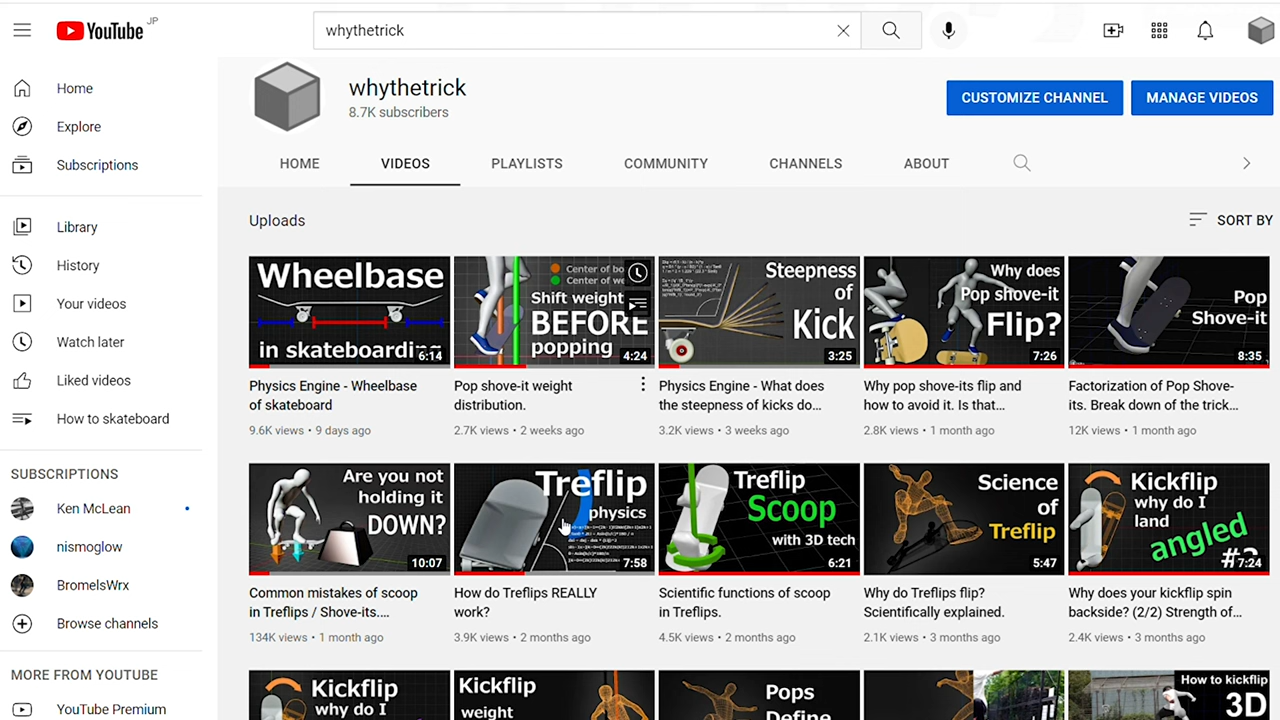 YouTube JP
whythetrick
Home
Explore
Subscriptions
Library
History
Your videos
Watch later
Liked videos
How to skateboard
SUBSCRIPTIONS
Ken McLean
nismoglow
BromelsWrx
Browse channels
MORE FROM YOUTUBE
YouTube Premium
whythetrick
8.7K subscribers
CUSTOMIZE CHANNEL
MANAGE VIDEOS
HOME
VIDEOS
PLAYLISTS
COMMUNITY
CHANNELS
ABOUT
Uploads
SORT BY
Wheelbase
in skateboarding
6:14
Physics Engine - Wheelbase
of skateboard
9.6K views • 9 days ago
Center of bo
Center of we
Shift weight
BEFORE
popping
4:24
Pop shove-it weight
distribution.
2.7K views • 2 weeks ago
Steepness
of
Kick
3:25
Physics Engine - What does
the steepness of kicks do...
3.2K views • 3 weeks ago
Why does
Pop shove-it
Flip?
7:26
Why pop shove-its flip and
how to avoid it. Is that...
2.8K views • 1 month ago
Pop
Shove-it
8:35
Factorization of Pop Shove-
its. Break down of the trick...
12K views • 1 month ago
Are you not
holding it
DOWN?
10:07
Common mistakes of scoop
in Treflips / Shove-its....
134K views • 1 month ago
Treflip
physics
7:58
How do Treflips REALLY
work?
3.9K views • 2 months ago
Treflip
Scoop
with 3D tech
6:21
Scientific functions of scoop
in Treflips.
4.5K views • 2 months ago
Science
of
Treflip
5:47
Why do Treflips flip?
Scientifically explained.
2.1K views • 3 months ago
Kickflip
why do I
land
angled
#2
7:24
Why does your kickflip spin
backside? (2/2) Strength of...
2.4K views • 3 months ago
Kickflip
why do I
Kickflip
weight
Pops
Define
How to kickflip
3D